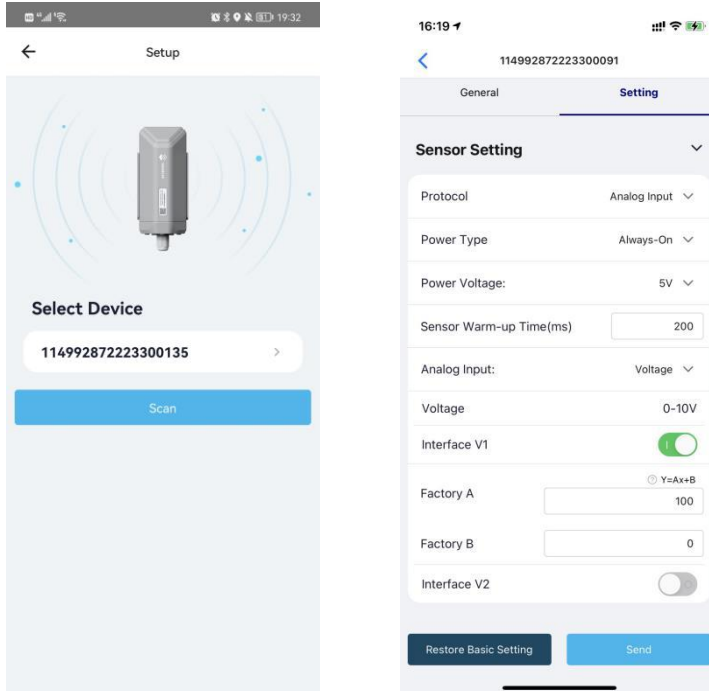 19:32
Setup
Select Device
114992872223300135
Scan
16:19
114992872223300091
General Setting
Sensor Setting
Protocol Analog Input
Power Type Always-On
Power Voltage: 5V
Sensor Warm-up Time(ms) 200
Analog Input: Voltage
Voltage 0-10V
Interface V1
Y=Ax+B
Factory A 100
Factory B 0
Interface V2
Restore Basic Setting Send